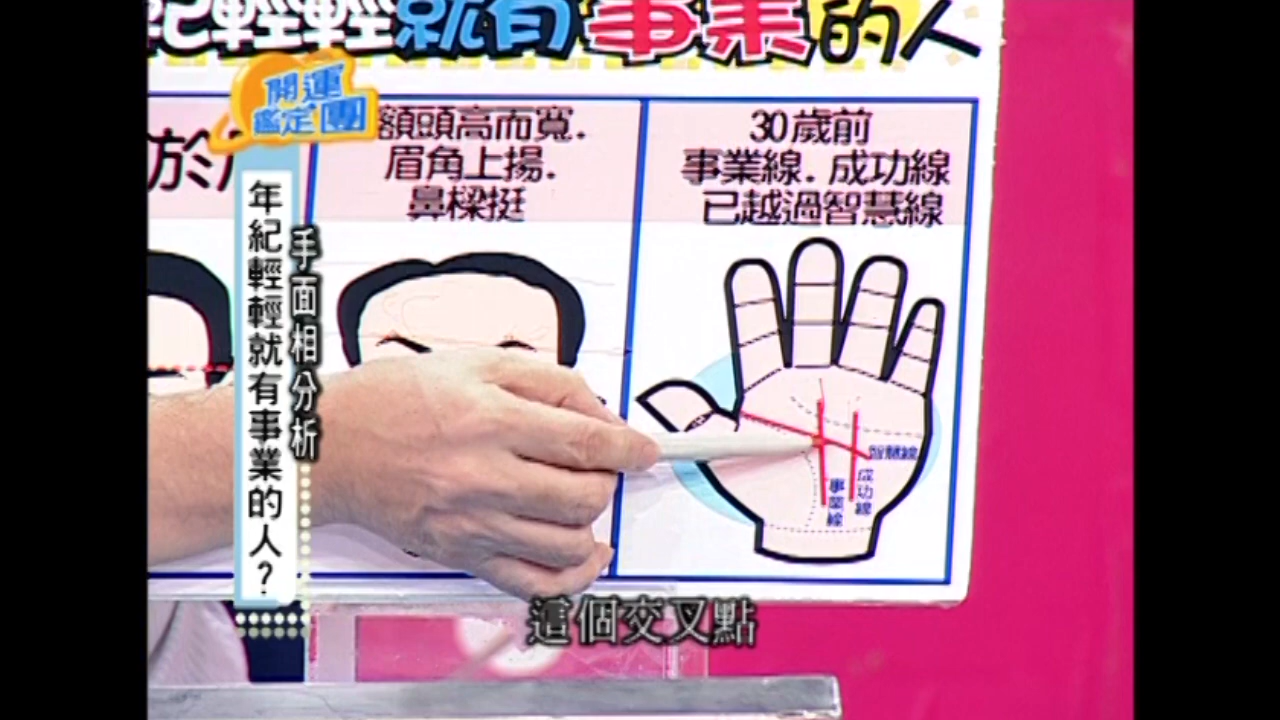 紀輕輕就有事業的人
開運
鑑定團
額頭高而寬.
眉角上揚.
鼻樑挺
30歲前
事業線.成功線
已越過智慧線
智慧線
成功線
事業線
手面相分析
年紀輕輕就有事業的人?
這個交叉點